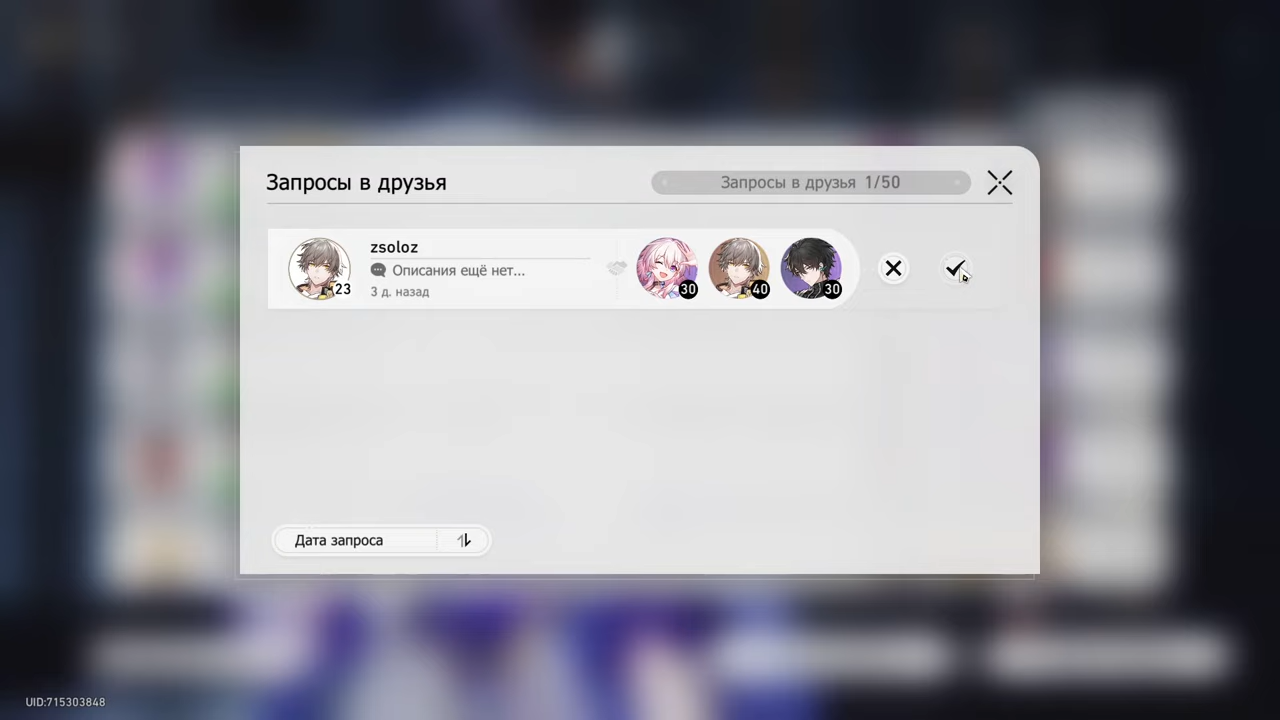 Запросы в друзья
Запросы в друзья 1/50
zsoloz
Описания ещё нет...
3 д. назад
23
30
40
30
Дата запроса
UID:715303848